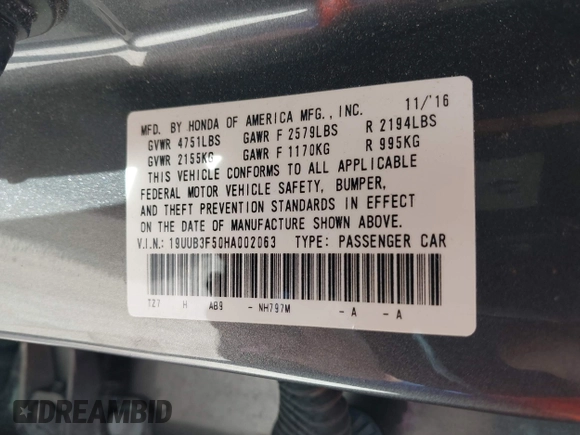 MFD. BY HONDA OF AMERICA MFG., INC. 11/'16
GVWR 4751LBS GAWR F 2579LBS R 2194LBS
GVWR 2155KG GAWR F 1170KG R 995KG
THIS VEHICLE CONFORMS TO ALL APPLICABLE
FEDERAL MOTOR VEHICLE SAFETY, BUMPER,
AND THEFT PREVENTION STANDARDS IN EFFECT
ON THE DATE OF MANUFACTURE SHOWN ABOVE.
V.I.N.: 19UUB3F50HA002063 TYPE: PASSENGER CAR
TZ7 H AB9 - NH797M - A - A
DREAMBID